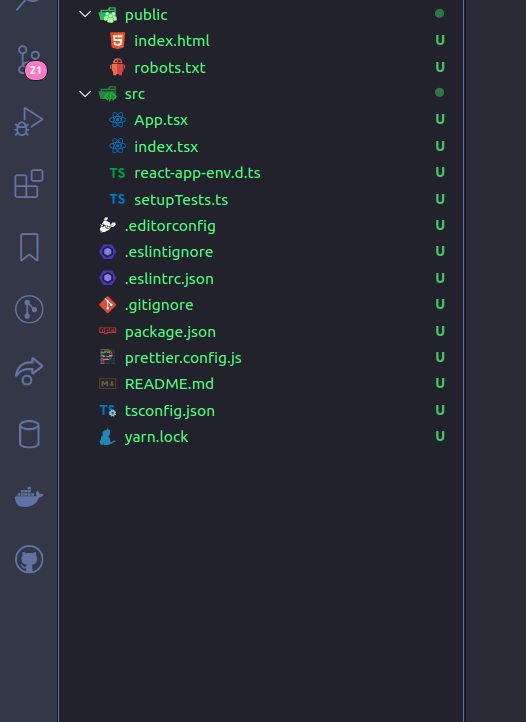 public
index.html U
robots.txt U
21
src
App.tsx U
index.tsx U
TS react-app-env.d.ts U
TS setupTests.ts U
.editorconfig U
.eslintignore U
.eslintrc.json U
.gitignore U
package.json U
prettier.config.js U
README.md U
TS tsconfig.json U
yarn.lock U